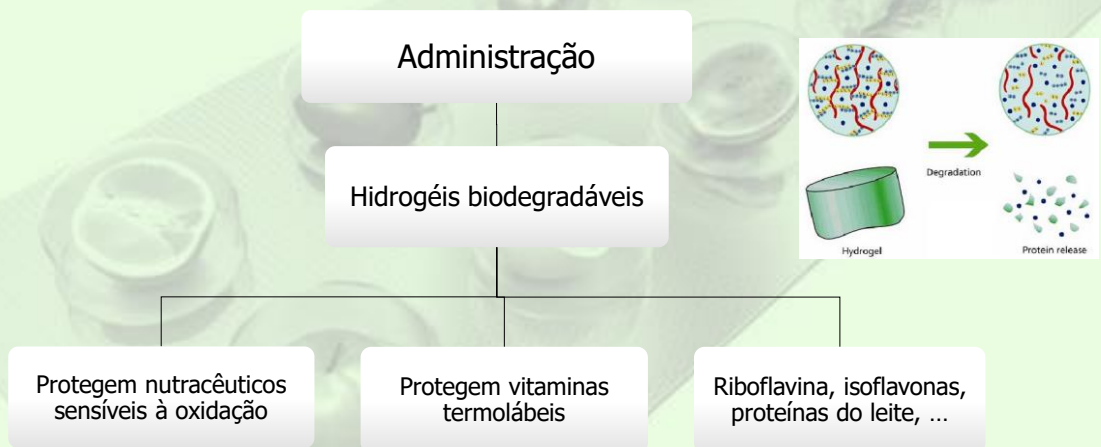 Administração
Hidrogéis biodegradáveis
Degradation
Hydrogel
Protein release
Protegem nutracêuticos
sensíveis à oxidação
Protegem vitaminas
termolábeis
Riboflavina, isoflavonas,
proteínas do leite, …